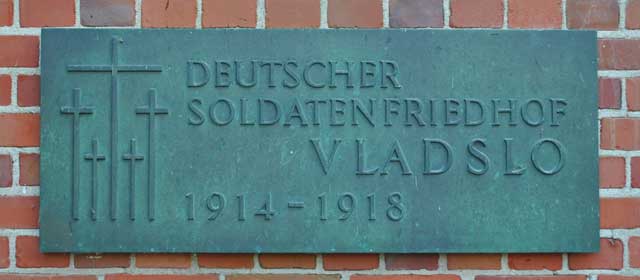 DEUTSCHER
SOLDATENFRIEDHOF
VLADSLO
1914-1918